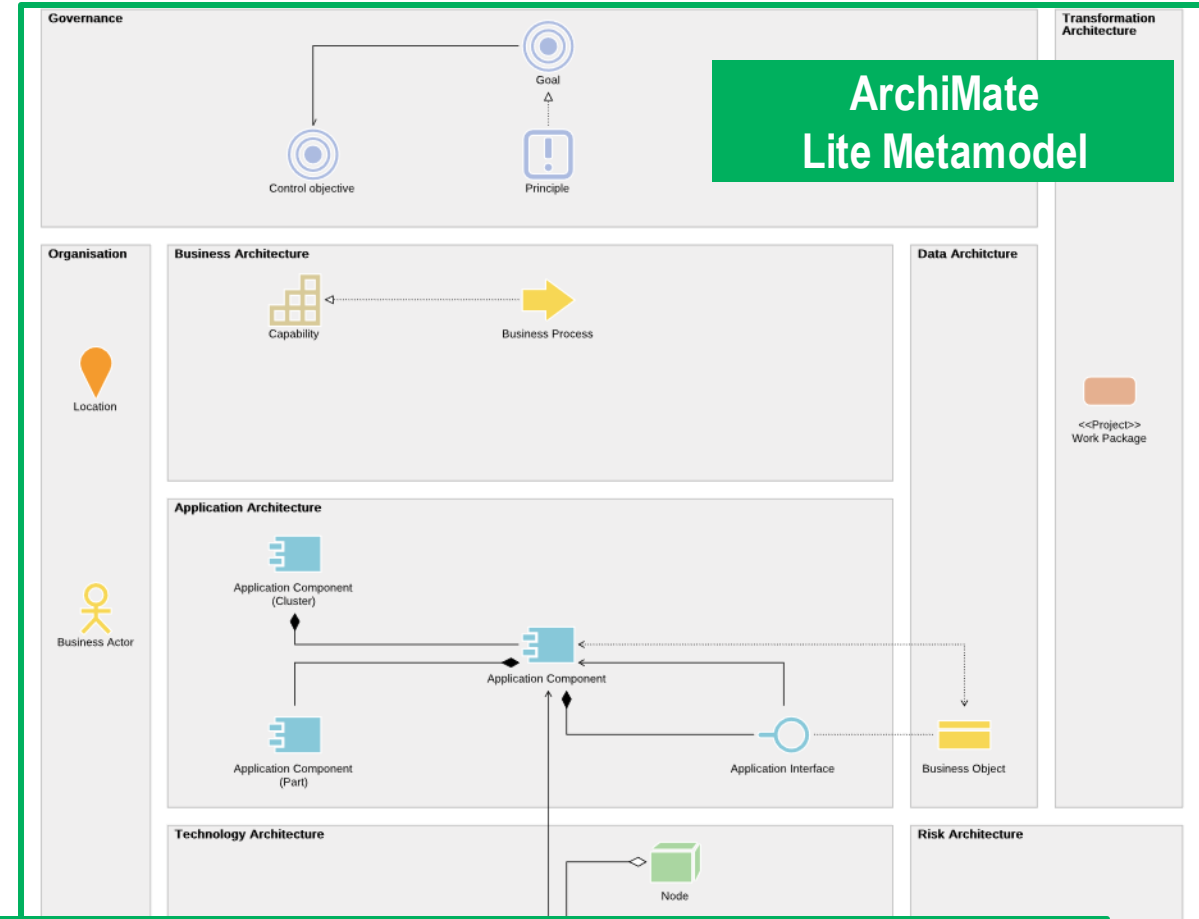 Governance
Transformation
Architecture
ArchiMate
Lite Metamodel
Goal
Control objective
Principle
Organisation
Business Architecture
Data Architcture
Capability
Business Process
Location
<<Project>>
Work Package
Application Architecture
Application Component
(Cluster)
Business Actor
Application Component
Application Component
(Part)
Application Interface
Business Object
Technology Architecture
Risk Architecture
Node